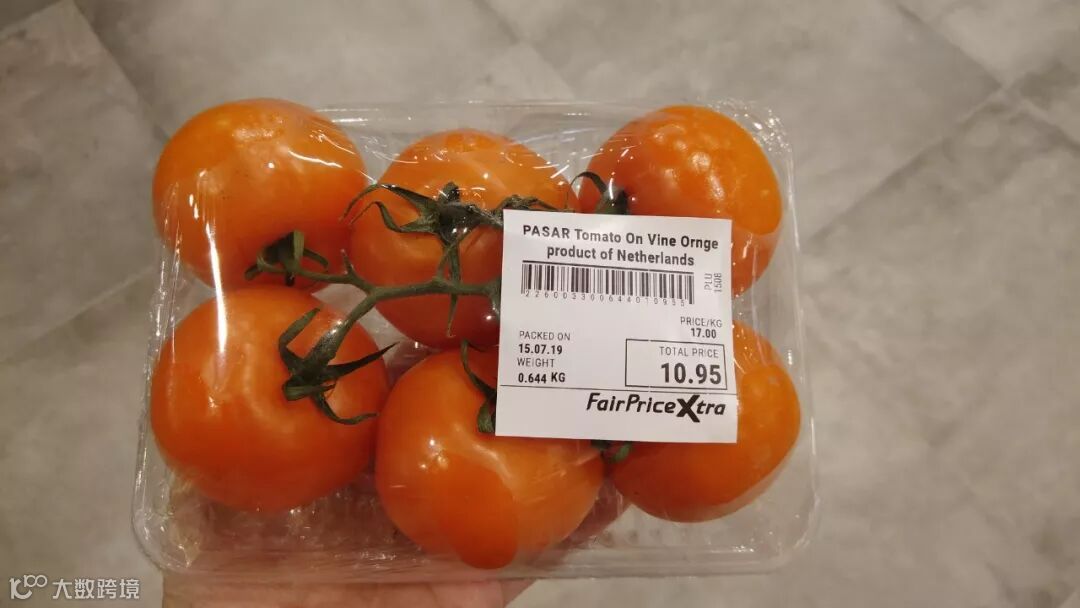 PASAR Tomato On Vine Ornge
product of Netherlands
226003300644010955
PLU
1508
PRICE/KG
17.00
PACKED ON
15.07.19
WEIGHT
0.644 KG
TOTAL PRICE
10.95
FairPriceXtra
大数跨境